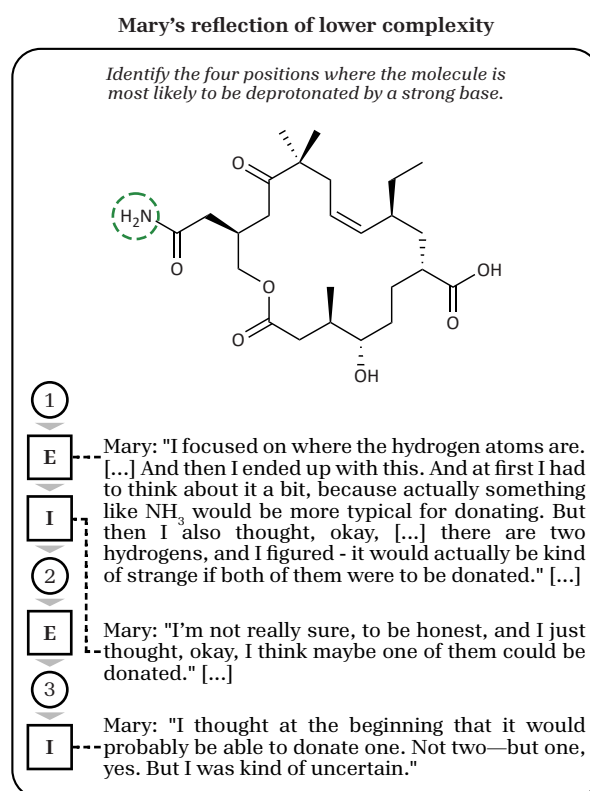 Mary's reflection of lower complexity
Identify the four positions where the molecule is
most likely to be deprotonated by a strong base.
O
H₂N
O
OH
O
O
O
OH
1
E
Mary: "I focused on where the hydrogen atoms are.
[...] And then I ended up with this. And at first I had
to think about it a bit, because actually something
I
like NH₃ would be more typical for donating. But
then I also thought, okay, [...] there are two
hydrogens, and I figured - it would actually be kind
2
of strange if both of them were to be donated." [...]
E
Mary: "I'm not really sure, to be honest, and I just
thought, okay, I think maybe one of them could be
donated." [...]
3
I
Mary: "I thought at the beginning that it would
probably be able to donate one. Not two—but one,
yes. But I was kind of uncertain."